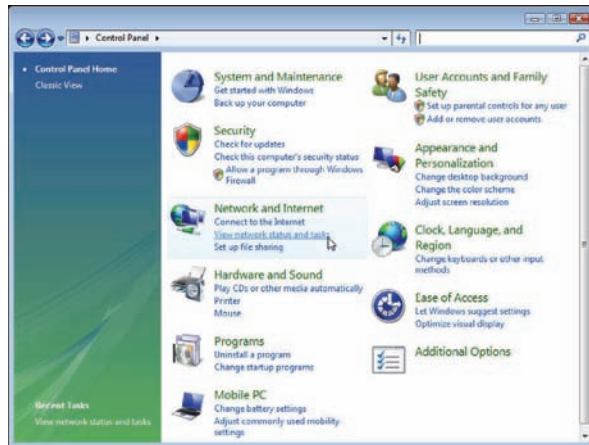 Control Panel
Control Panel Home
Classic View
System and Maintenance
Get started with Windows
Back up your computer
Security
Check for updates
Check this computer's security status
Allow a program through Windows
Firewall
Network and Internet
Connect to the Internet
View network status and tasks
Set up file sharing
Hardware and Sound
Play CDs or other media automatically
Printer
Mouse
Programs
Uninstall a program
Change startup programs
Mobile PC
Change battery settings
Adjust commonly used mobility
settings
User Accounts and Family
Safety
Set up parental controls for any user
Add or remove user accounts
Appearance and
Personalization
Change desktop background
Change the color scheme
Adjust screen resolution
Clock, Language, and
Region
Change keyboards or other input
methods
Ease of Access
Let Windows suggest settings
Optimize visual display
Additional Options
Recent Tasks
View network status and tasks